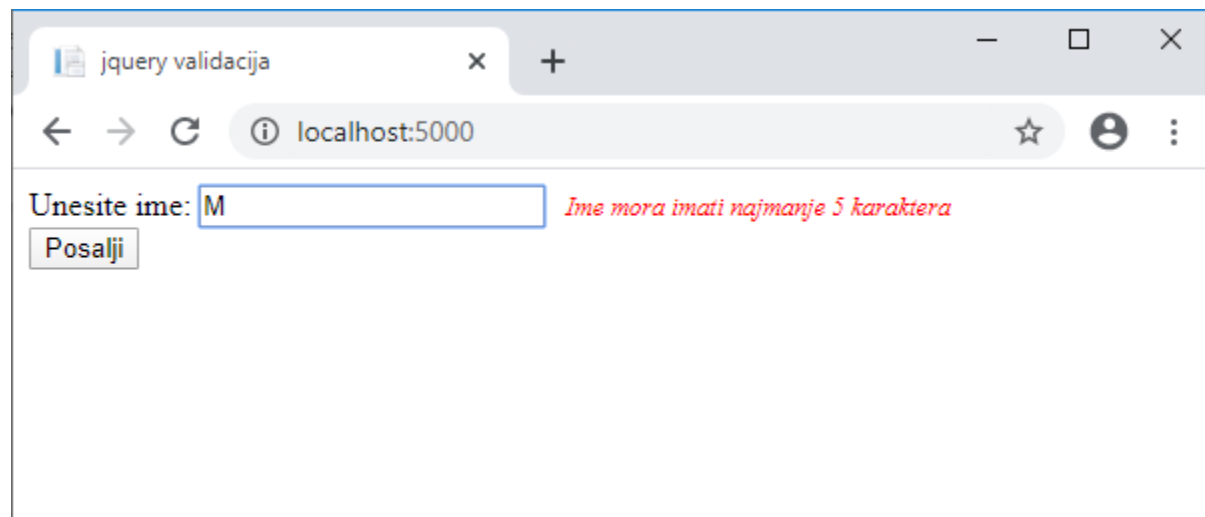 jquery validacija
localhost:5000
Unesite ime: M Ime mora imati najmanje 5 karaktera
Posalji